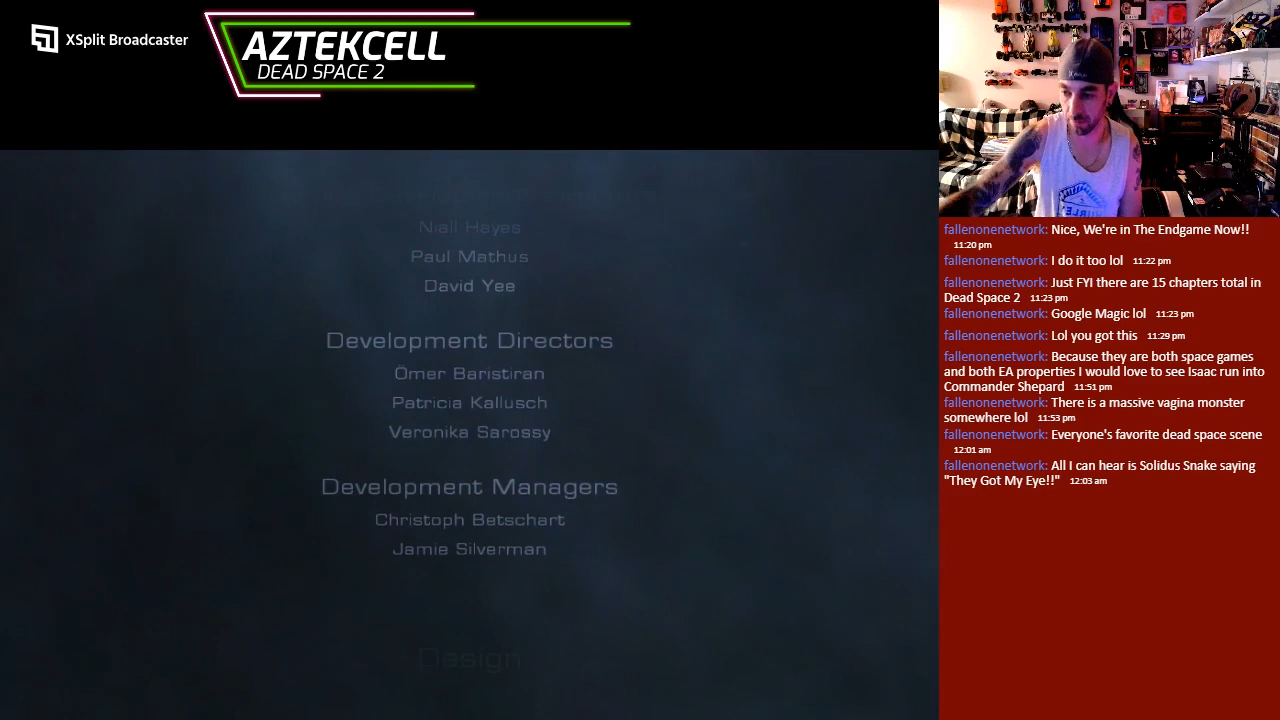 XSplit Broadcaster
AZTEKCELL
DEAD SPACE 2
Niall Hayes
Paul Mathus
David Yee
Development Directors
Ömer Baristiran
Patricia Kallusch
Veronika Sarossy
Development Managers
Christoph Betschart
Jamie Silverman
Design
fallenonenetwork: Nice, We're in The Endgame Now!!
11:20 pm
fallenonenetwork: I do it too lol 11:22 pm
fallenonenetwork: Just FYI there are 15 chapters total in
Dead Space 2 11:23 pm
fallenonenetwork: Google Magic lol 11:23 pm
fallenonenetwork: Lol you got this 11:29 pm
fallenonenetwork: Because they are both space games
and both EA properties I would love to see Isaac run into
Commander Shepard 11:51 pm
fallenonenetwork: There is a massive vagina monster
somewhere lol 11:53 pm
fallenonenetwork: Everyone's favorite dead space scene
12:01 am
fallenonenetwork: All I can hear is Solidus Snake saying
"They Got My Eye!!" 12:03 am